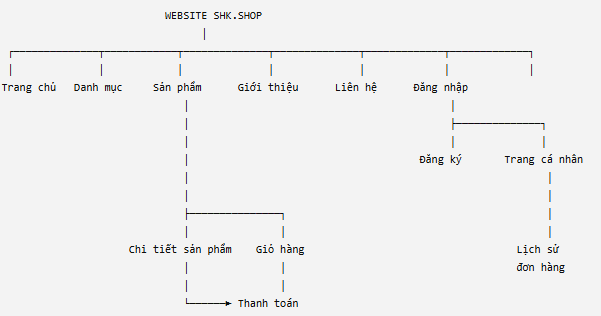 WEBSITE SHK.SHOP
Trang chủ Danh mục Sản phẩm Giới thiệu Liên hệ Đăng nhập
Đăng ký Trang cá nhân
Chi tiết sản phẩm Giỏ hàng Lịch sử
đơn hàng
Thanh toán